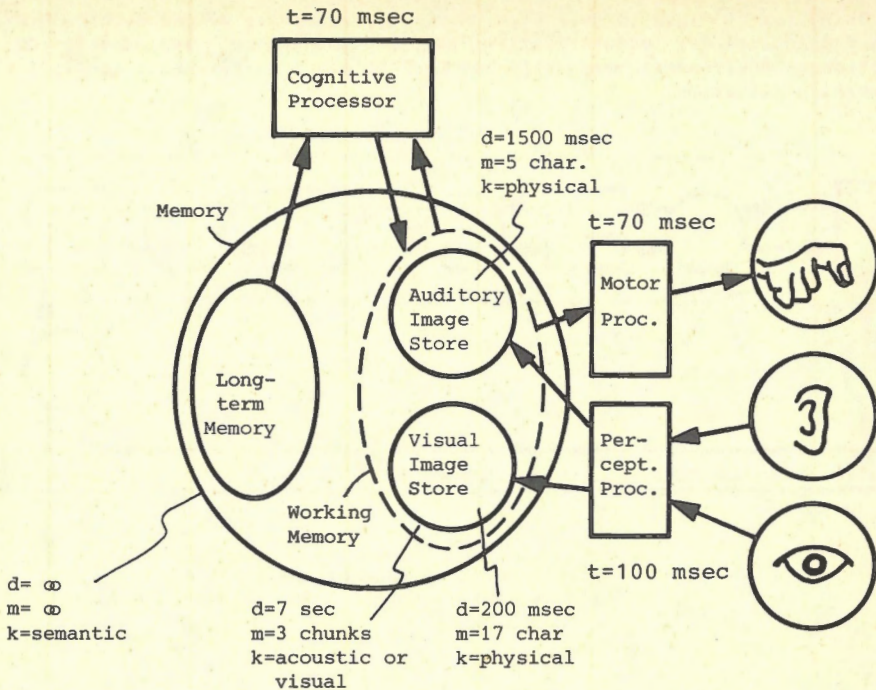 t=70 msec
Cognitive
Processor
d=1500 msec
m=5 char.
k=physical
Memory
t=70 msec
Auditory
Image
Store
Motor
Proc.
Long-
term
Memory
Visual
Image
Store
Per-
cept.
Proc.
Working
Memory
t=100 msec
d= ∞
m= ∞
k=semantic
d=7 sec
m=3 chunks
k=acoustic or
visual
d=200 msec
m=17 char
k=physical